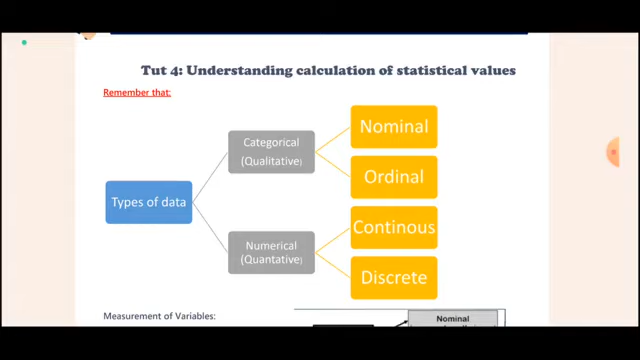 Tut 4: Understanding calculation of statistical values
Remember that:
Types of data
Categorical
(Qualitative)
Nominal
Ordinal
Numerical
(Quantative)
Continous
Discrete
Measurement of Variables:
Nominal